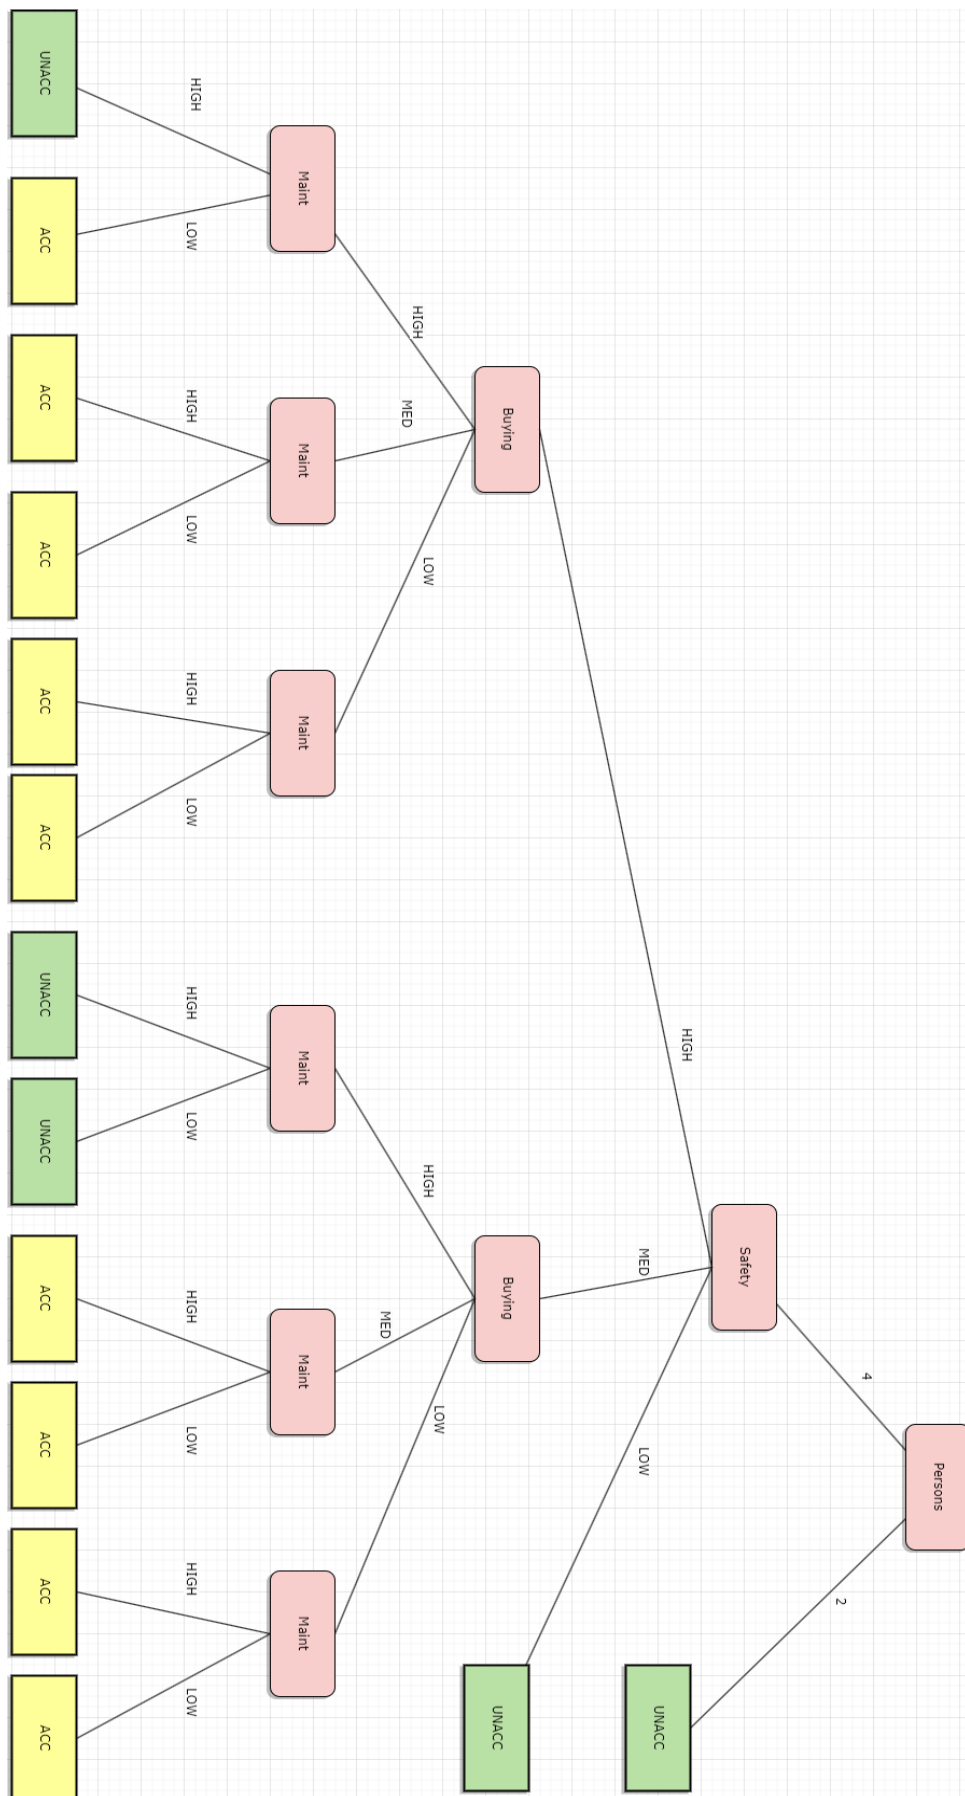 Persons
4
2
Safety
HIGH
MED
LOW
UNACC
Buying
Buying
UNACC
HIGH
MED
LOW
HIGH
MED
LOW
Maint
Maint
Maint
Maint
Maint
Maint
HIGH
LOW
HIGH
LOW
HIGH
LOW
HIGH
LOW
HIGH
LOW
HIGH
LOW
UNACC
ACC
ACC
ACC
ACC
ACC
UNACC
UNACC
ACC
ACC
ACC
ACC